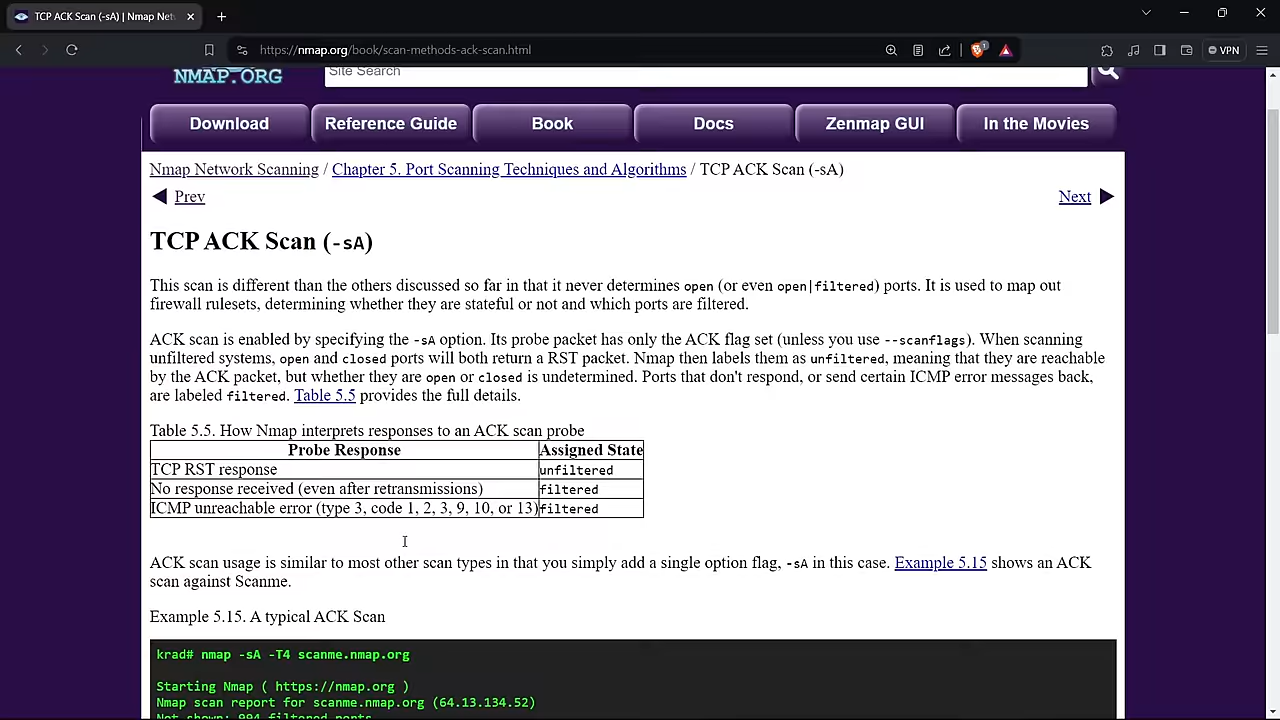 TCP ACK Scan (-sA) | Nmap Net
https://nmap.org/book/scan-methods-ack-scan.html
1
VPN
NMAP.ORG
Site Search
Download
Reference Guide
Book
Docs
Zenmap GUI
In the Movies
Nmap Network Scanning / Chapter 5. Port Scanning Techniques and Algorithms / TCP ACK Scan (-sA)
Prev
Next
TCP ACK Scan (-sA)
This scan is different than the others discussed so far in that it never determines open (or even open|filtered) ports. It is used to map out
firewall rulesets, determining whether they are stateful or not and which ports are filtered.
ACK scan is enabled by specifying the -sA option. Its probe packet has only the ACK flag set (unless you use --scanflags). When scanning
unfiltered systems, open and closed ports will both return a RST packet. Nmap then labels them as unfiltered, meaning that they are reachable
by the ACK packet, but whether they are open or closed is undetermined. Ports that don't respond, or send certain ICMP error messages back,
are labeled filtered. Table 5.5 provides the full details.
Table 5.5. How Nmap interprets responses to an ACK scan probe
Probe Response Assigned State
TCP RST response unfiltered
No response received (even after retransmissions) filtered
ICMP unreachable error (type 3, code 1, 2, 3, 9, 10, or 13) filtered
ACK scan usage is similar to most other scan types in that you simply add a single option flag, -sA in this case. Example 5.15 shows an ACK
scan against Scanme.
Example 5.15. A typical ACK Scan
krad# nmap -sA -T4 scanme.nmap.org
Starting Nmap ( https://nmap.org )
Nmap scan report for scanme.nmap.org (64.13.134.52)
Not shown: 994 filtered ports